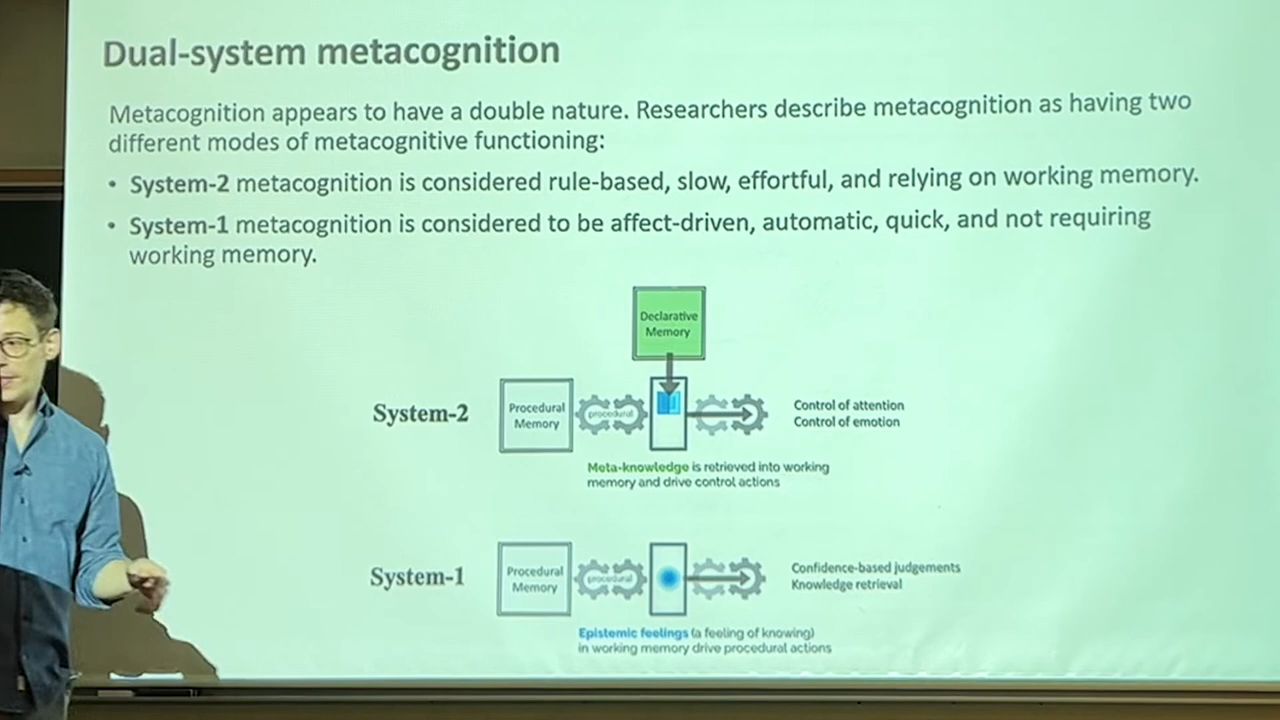 Dual-system metacognition
Metacognition appears to have a double nature. Researchers describe metacognition as having two
different modes of metacognitive functioning:
• System-2 metacognition is considered rule-based, slow, effortful, and relying on working memory.
• System-1 metacognition is considered to be affect-driven, automatic, quick, and not requiring
working memory.
Declarative
Memory
System-2
Procedural
Memory
procedural
Control of attention
Control of emotion
Meta-knowledge is retrieved into working
memory and drive control actions
System-1
Procedural
Memory
procedural
Confidence-based judgements
Knowledge retrieval
Epistemic feelings (a feeling of knowing)
in working memory drive procedural actions